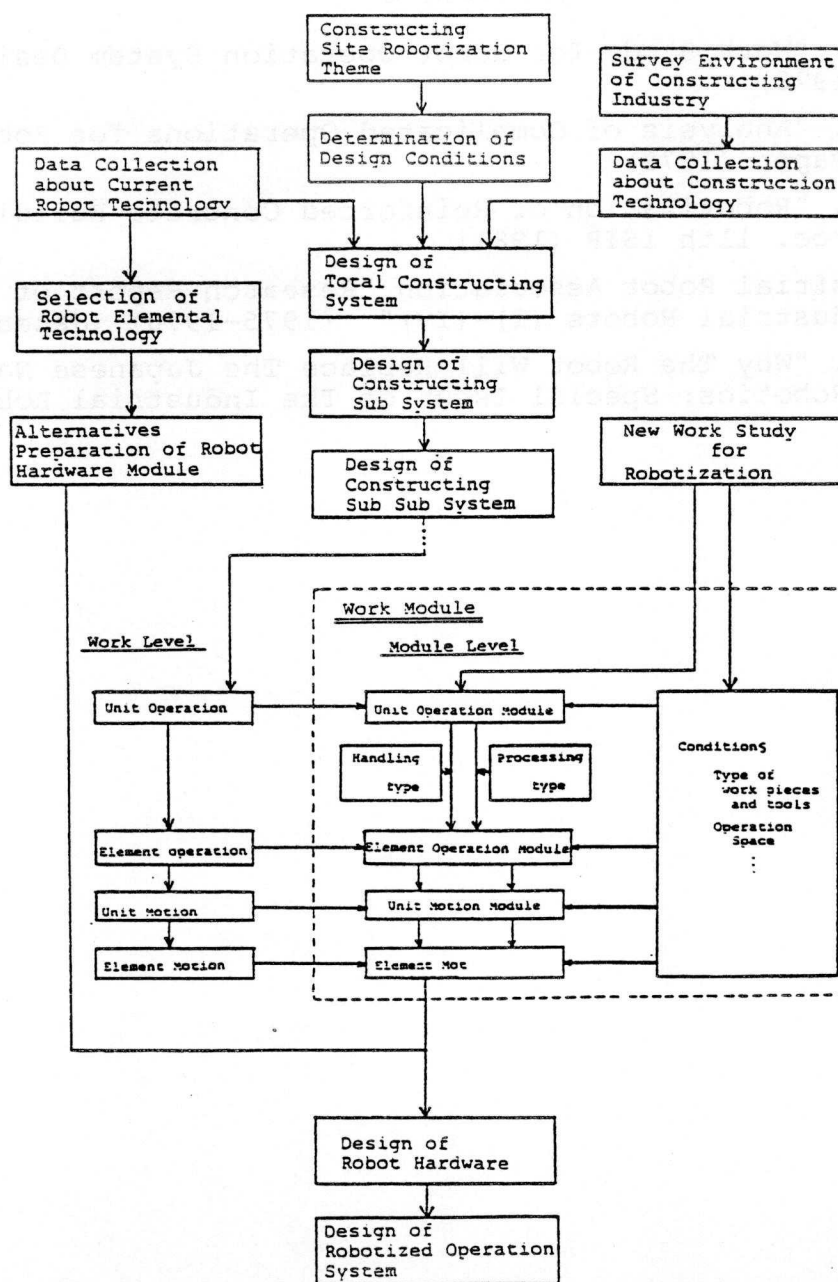 Constructing
Site Robotization
Theme
Survey Environment
of Constructing
Industry
Determination of
Design Conditions
Data Collection
about Current
Robot Technology
Data Collection
about Construction
Technology
Design of
Total Constructing
System
Selection of
Robot Elemental
Technology
Design of
Constructing
Sub System
Alternatives
Preparation of Robot
Hardware Module
New Work Study
for
Robotization
Design of
Constructing
Sub Sub System
Work Module
Work Level
Module Level
Unit Operation
Unit Operation Module
Handling
type
Processing
type
Conditions
Type of
work pieces
and tools
Operation
Space
Element Operation
Element Operation Module
Unit Motion
Unit Motion Module
Element Motion
Element Mot
Design of
Robot Hardware
Design of
Robotized Operation
System